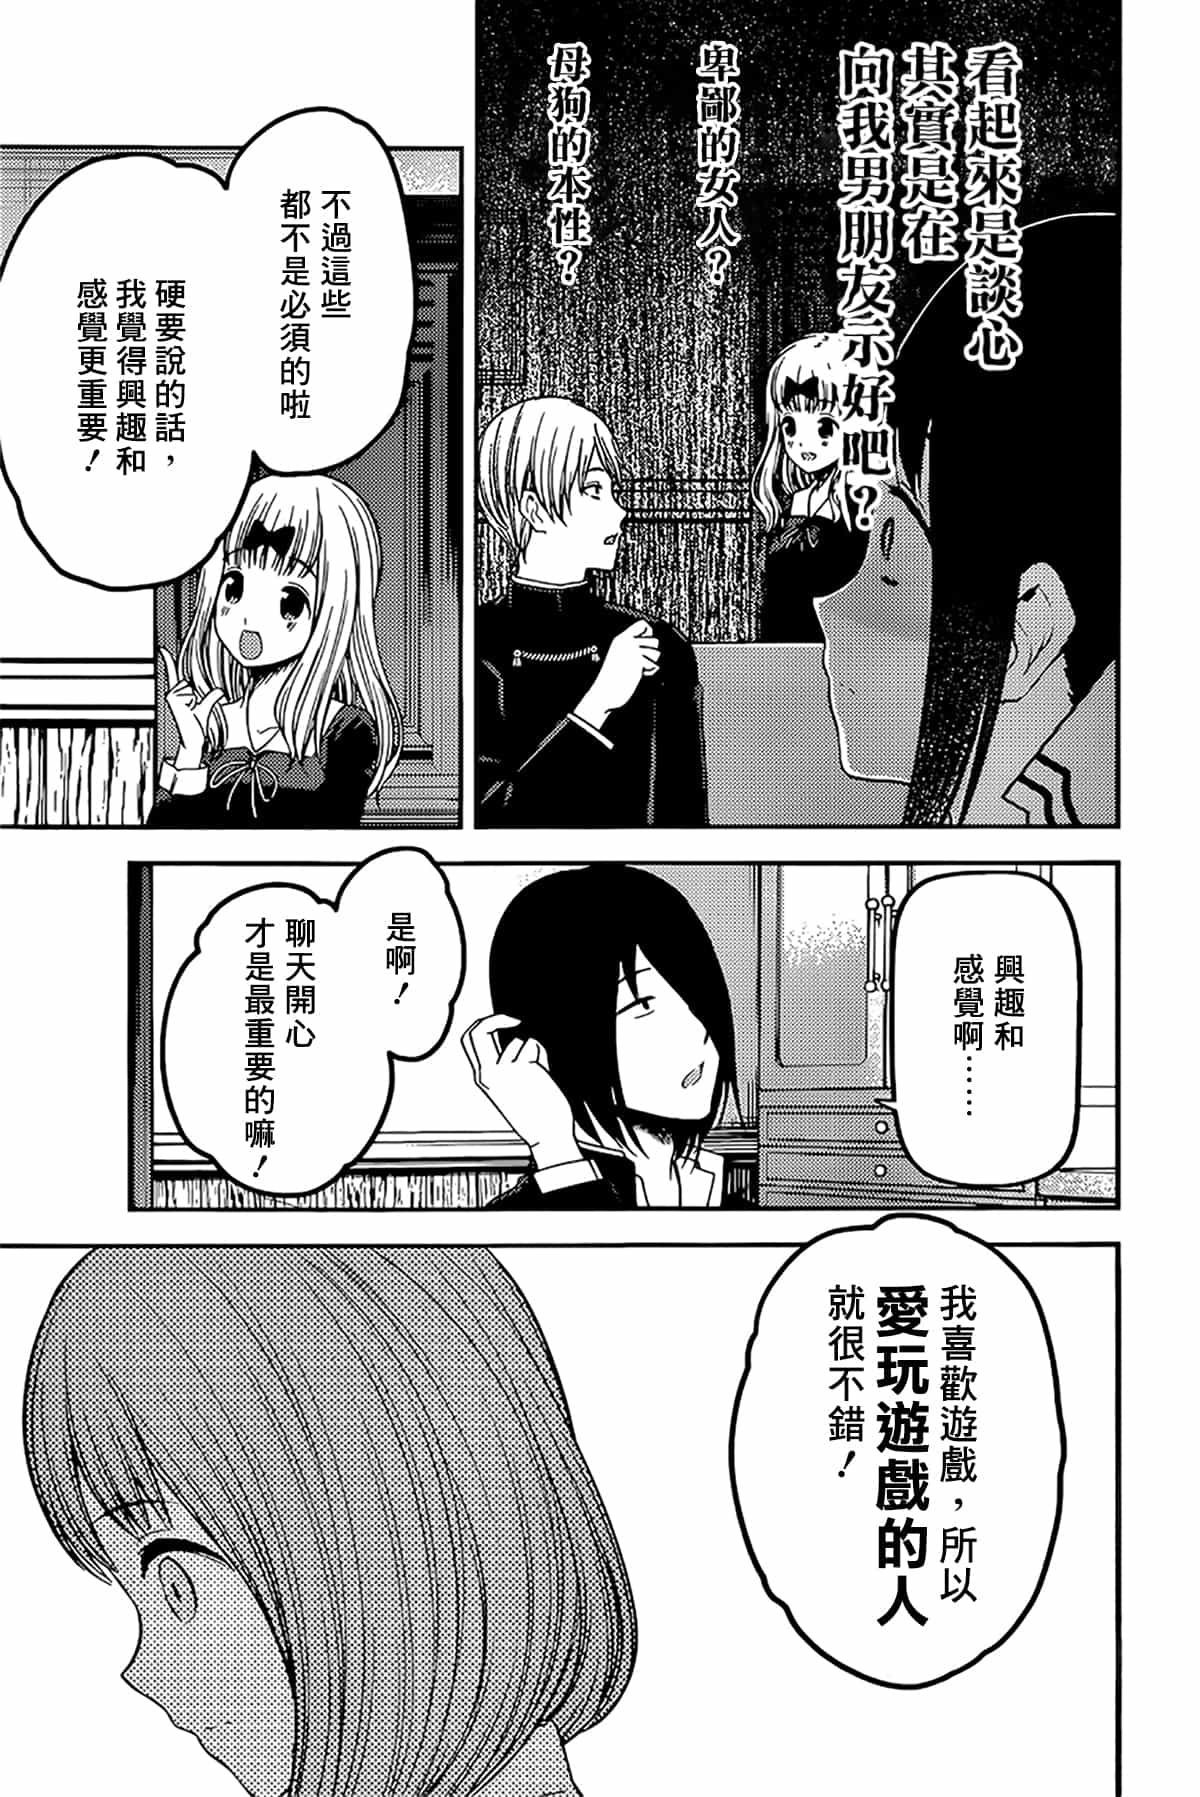 看起來是談心
其實是在
向我男朋友示好吧？
卑鄙的女人？
母狗的本性？
不過這些
都不是必須的啦
硬要說的話，
我覺得興趣和
感覺更重要！
興趣和
感覺啊……
是啊！
聊天開心
才是最重要的嘛！
我喜歡遊戲，所以
愛玩遊戲的人
就很不錯！